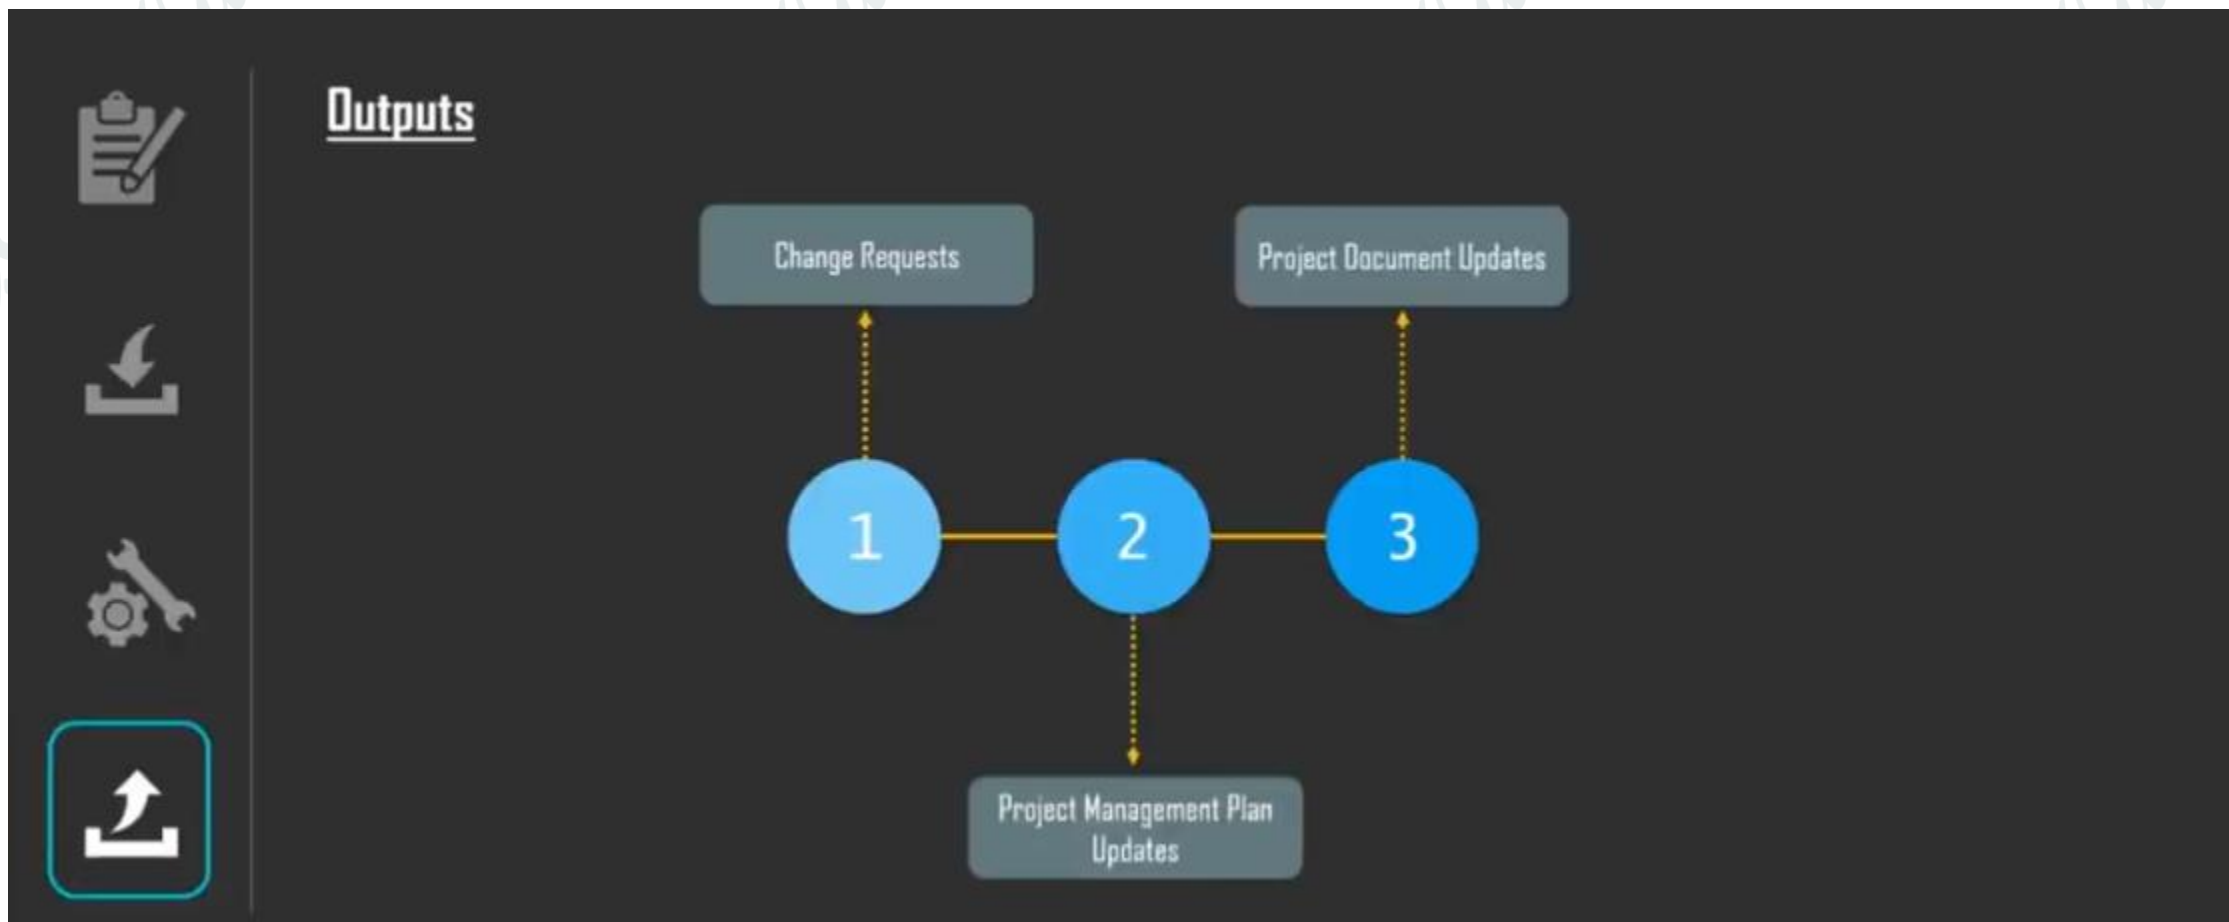 Outputs
Change Requests
Project Document Updates
1
2
3
Project Management Plan
Updates